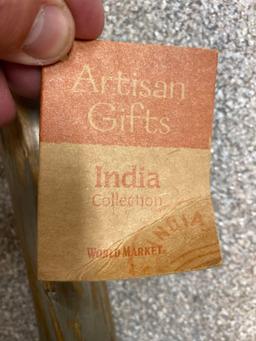 Artisan
Gifts
India
Collection
INDIA
WORLD MARKET®